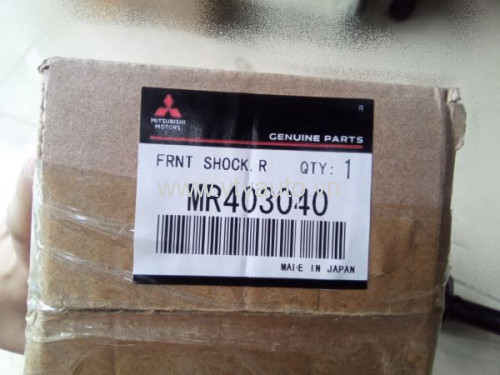 MITSUBISHI
MOTORS
R
GENUINE PARTS
FRNT SHOCK.R QTY: 1
MR403040
MADE IN JAPAN